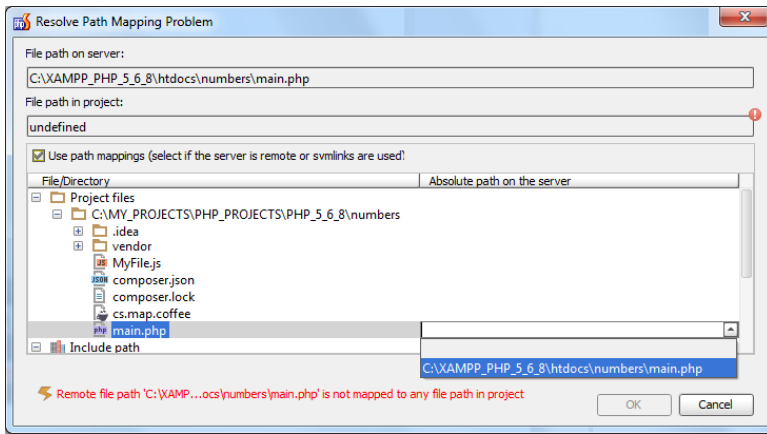 Resolve Path Mapping Problem
File path on server:
C:\XAMPP_PHP_5_6_8\htdocs\numbers\main.php
File path in project:
undefined
Use path mappings (select if the server is remote or symlinks are used)
File/Directory Absolute path on the server
Project files
C:\MY_PROJECTS\PHP_PROJECTS\PHP_5_6_8\numbers
.idea
vendor
JS MyFile.js
JSON composer.json
composer.lock
cs.map.coffee
php main.php
Include path
C:\XAMPP_PHP_5_6_8\htdocs\numbers\main.php
Remote file path 'C:\XAMP...ocs\numbers\main.php' is not mapped to any file path in project
OK Cancel